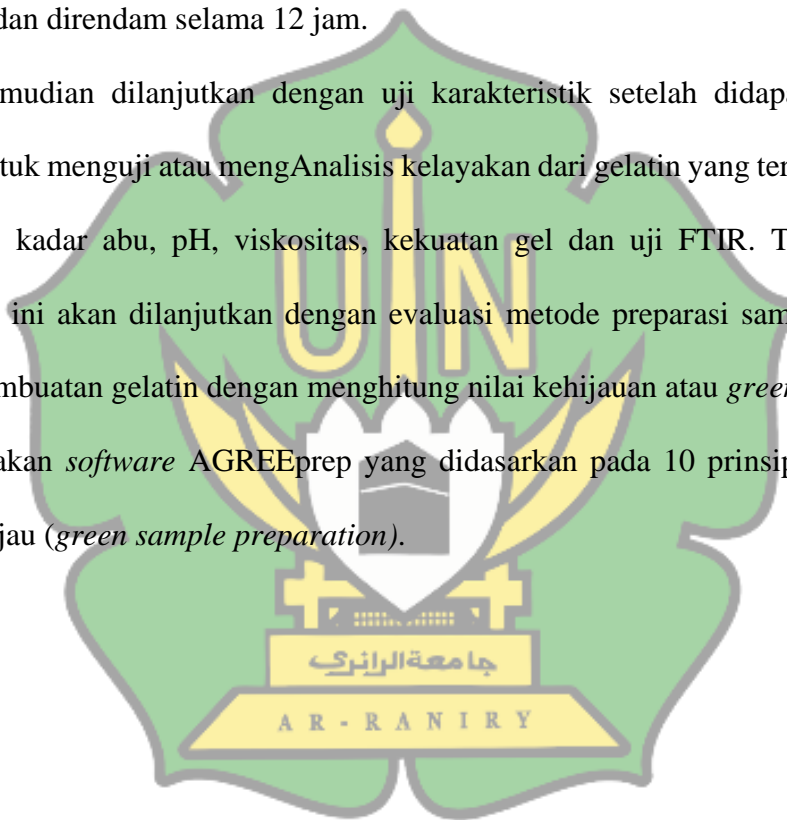 dan direndam selama 12 jam.
mudian dilanjutkan dengan uji karakteristik setelah didapa
tuk menguji atau mengAnalisis kelayakan dari gelatin yang ter
kadar abu, pH, viskositas, kekuatan gel dan uji FTIR. T
ini akan dilanjutkan dengan evaluasi metode preparasi sam
mbuatan gelatin dengan menghitung nilai kehijauan atau green
akan software AGREEprep yang didasarkan pada 10 prinsip
jau (green sample preparation).
UIN
جامعةالرانري
AR-RANIRY